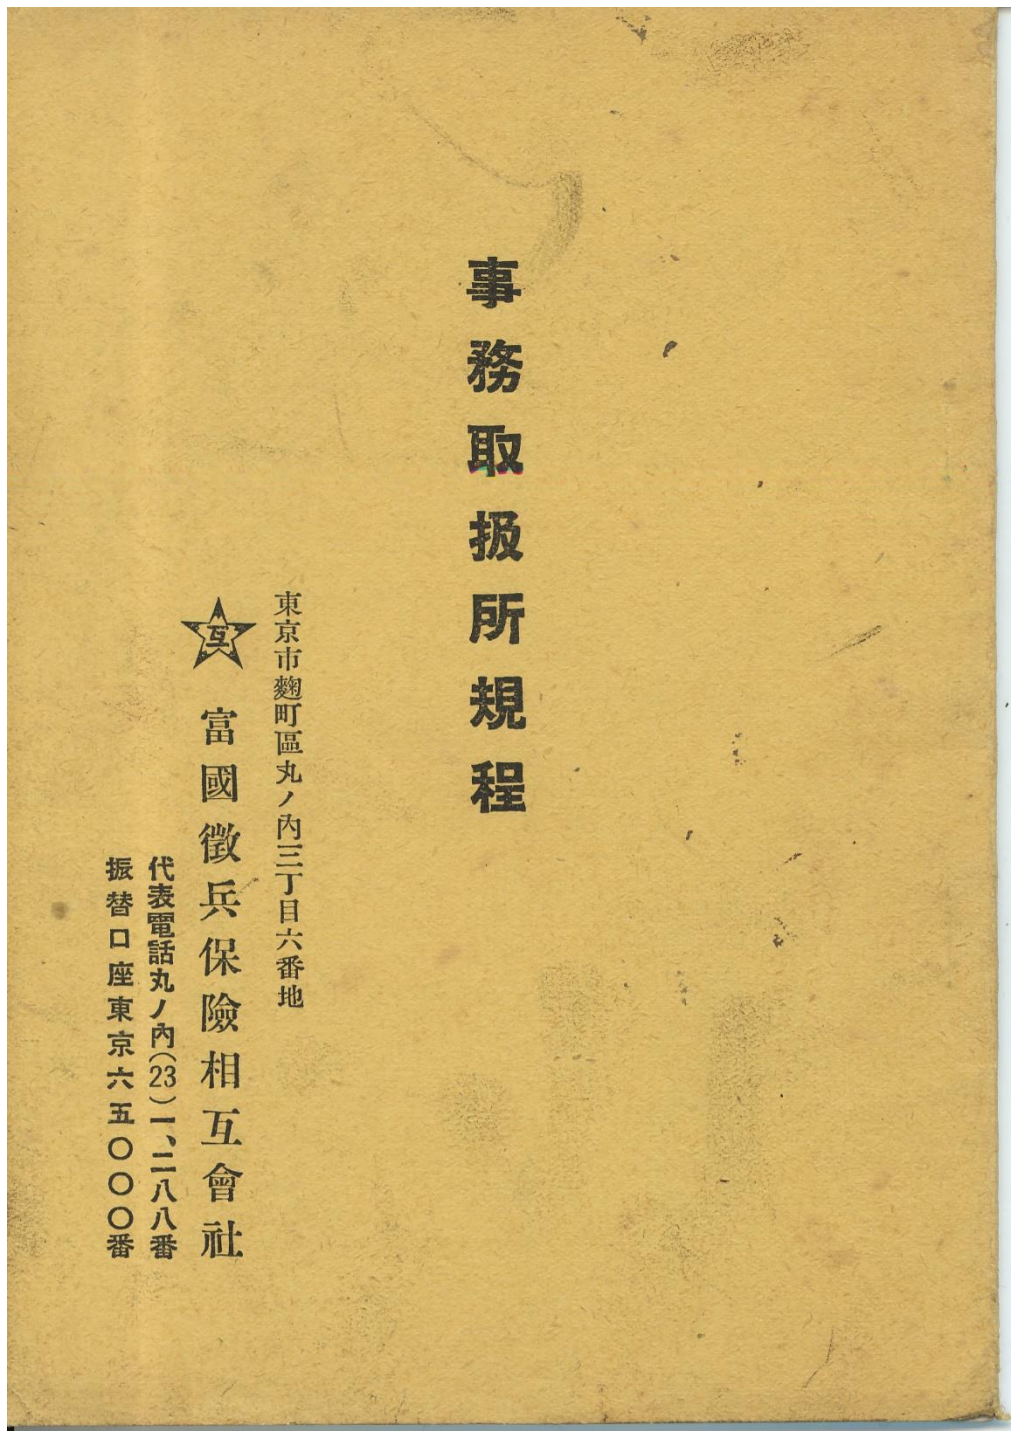 事務取扱所規程
東京市麴町區丸ノ內三丁目六番地
互
富國徵兵保險相互會社
代表電話丸ノ內(23)一、二八八番
振替口座東京六五〇〇〇番